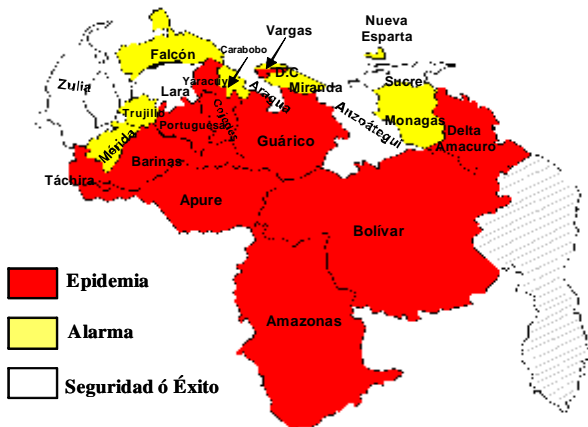 Nueva
Esparta
Vargas
Carabobo
Falcón
D.C
Miranda
Sucre
Zulia
Lara
Yaracuy
Aragua
Trujillo
Cojedes
Portuguesa
Anzoátegui
Monagas
Delta
Amacuro
Mérida
Guárico
Barinas
Táchira
Apure
Bolívar
Amazonas
Epidemia
Alarma
Seguridad ó Éxito